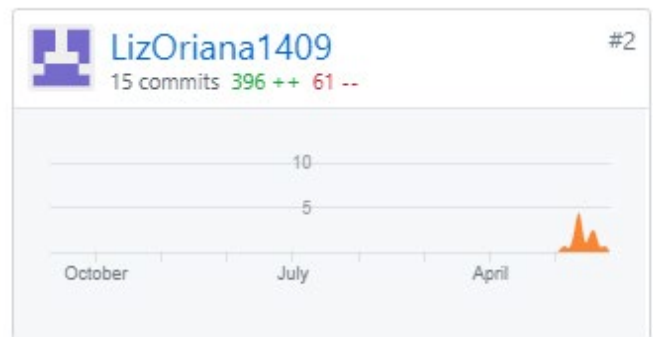 LizOriana1409
#2
15 commits 396 ++ 61 --
10
5
October July April